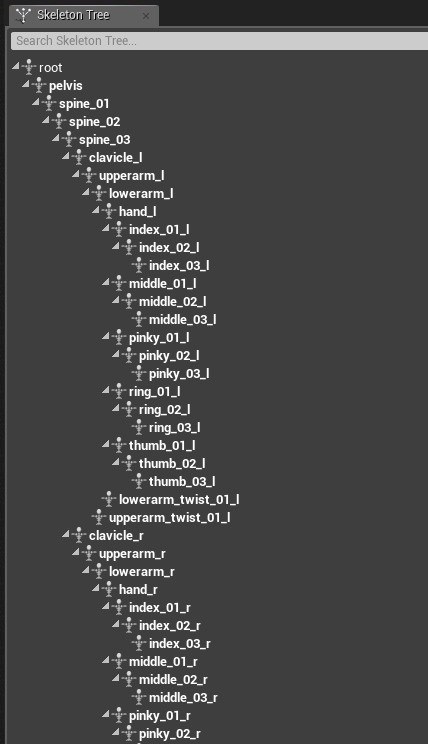 Skeleton Tree
Search Skeleton Tree...
root
pelvis
spine_01
spine_02
spine_03
clavicle_l
upperarm_l
lowerarm_l
hand_l
index_01_l
index_02_l
index_03_l
middle_01_l
middle_02_l
middle_03_l
pinky_01_l
pinky_02_l
pinky_03_l
ring_01_l
ring_02_l
ring_03_l
thumb_01_l
thumb_02_l
thumb_03_l
lowerarm_twist_01_l
upperarm_twist_01_l
clavicle_r
upperarm_r
lowerarm_r
hand_r
index_01_r
index_02_r
index_03_r
middle_01_r
middle_02_r
middle_03_r
pinky_01_r
pinky_02_r